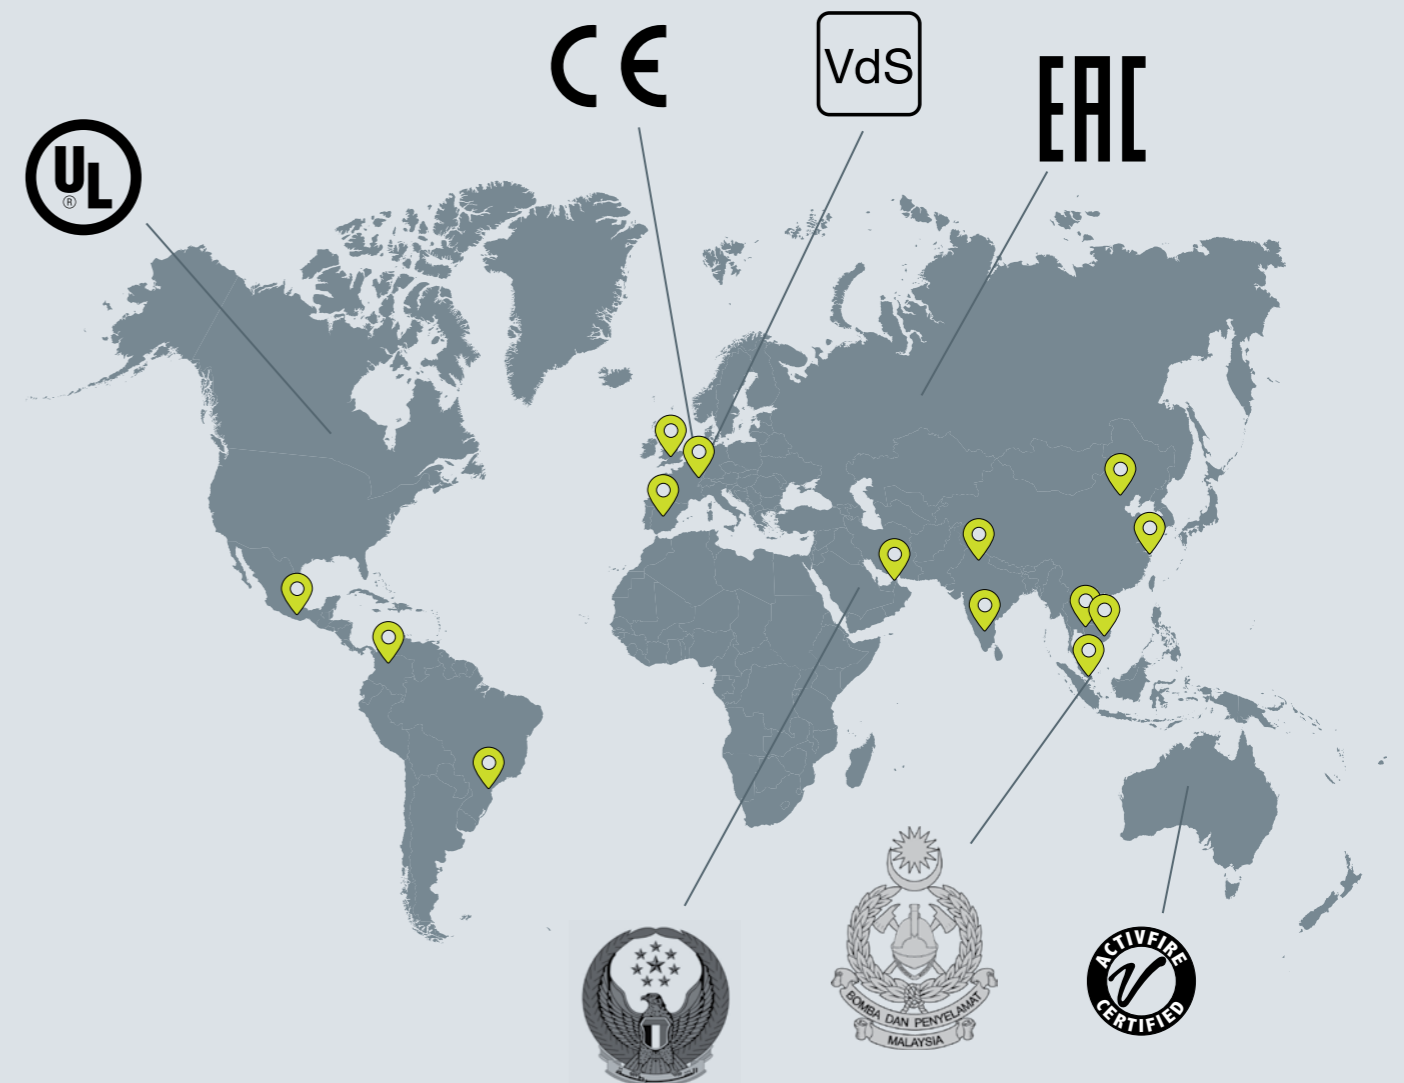 CE
VdS
EAC
UL
®
BOMBA DAN PENYELAMAT
MALAYSIA
ACTIVFIRE
CERTIFIED